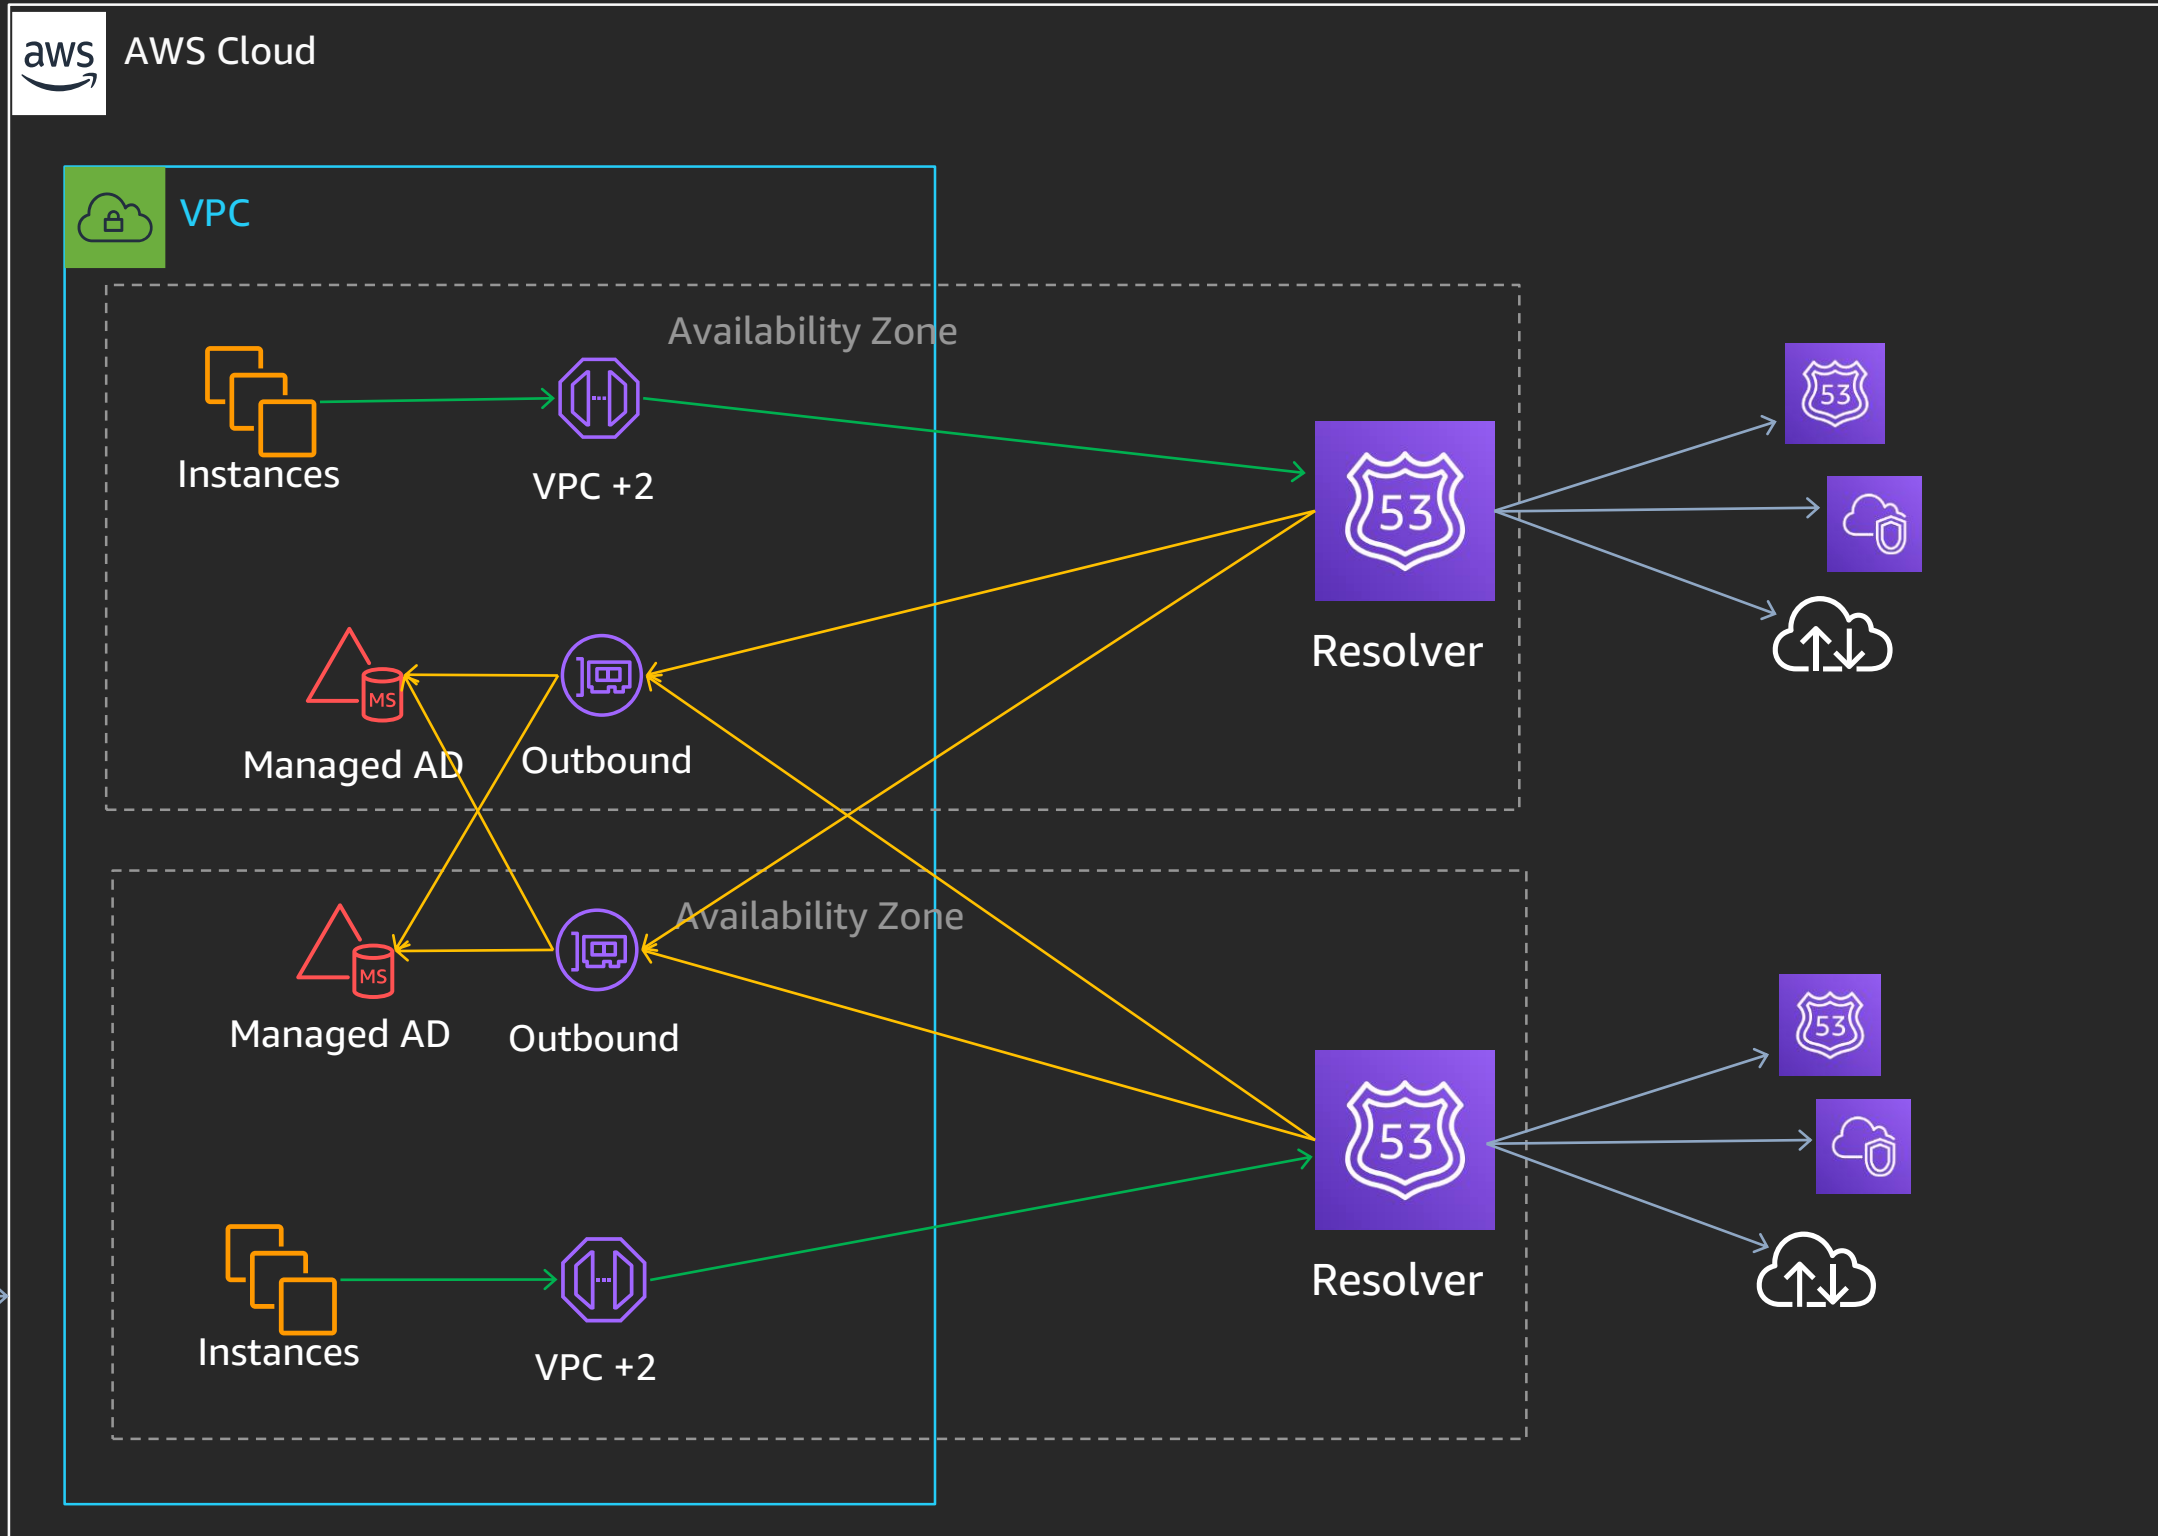 aws
AWS Cloud
VPC
Availability Zone
Instances
VPC +2
53
Resolver
53
MS
Managed AD
Outbound
Availability Zone
MS
Managed AD
Outbound
53
Resolver
53
Instances
VPC +2